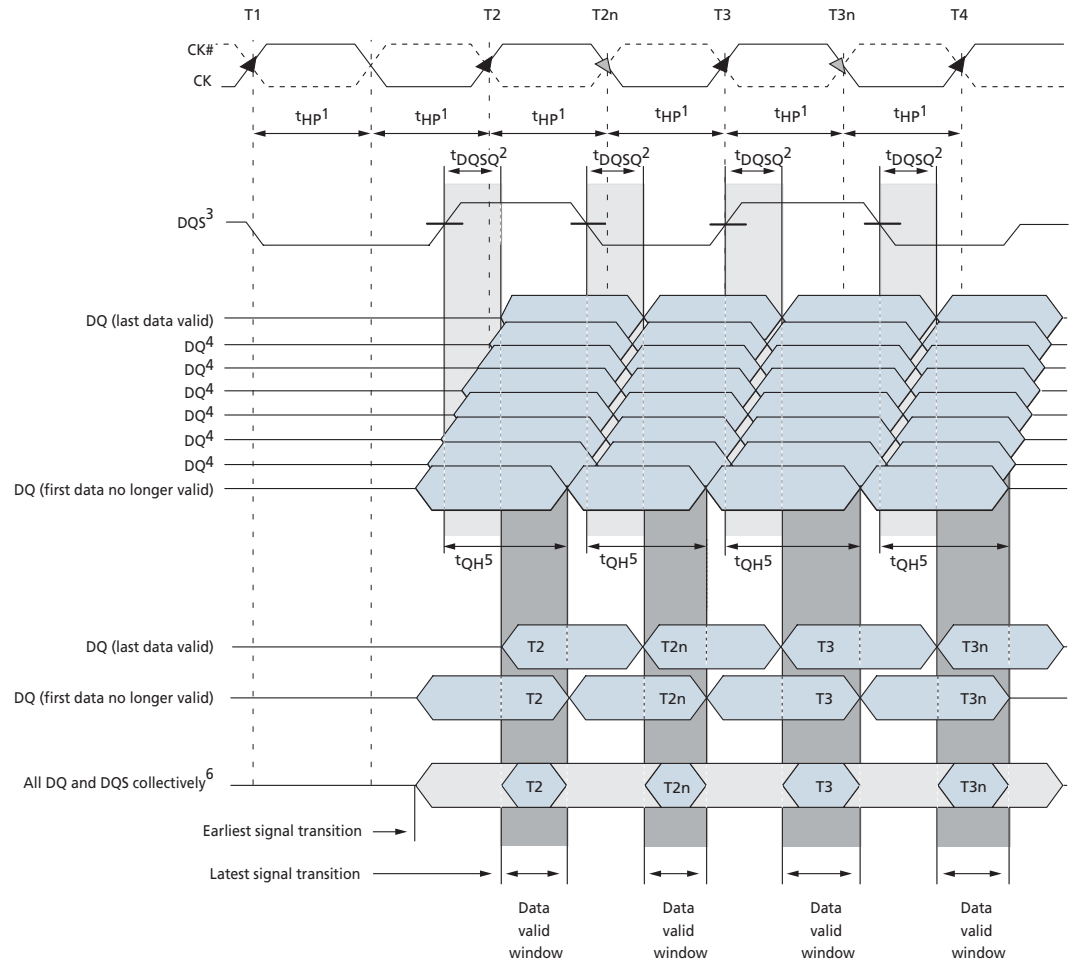 T1 T2 T2n T3 T3n T4
CK#
CK
tHP1 tHP1 tHP1 tHP1 tHP1 tHP1
tDQSQ2 tDQSQ2 tDQSQ2 tDQSQ2
DQS3
DQ (last data valid)
DQ4
DQ4
DQ4
DQ4
DQ4
DQ4
DQ (first data no longer valid)
tQH5 tQH5 tQH5 tQH5
DQ (last data valid) T2 T2n T3 T3n
DQ (first data no longer valid) T2 T2n T3 T3n
All DQ and DQS collectively6 T2 T2n T3 T3n
Earliest signal transition
Latest signal transition
Data Data Data Data
valid valid valid valid
window window window window